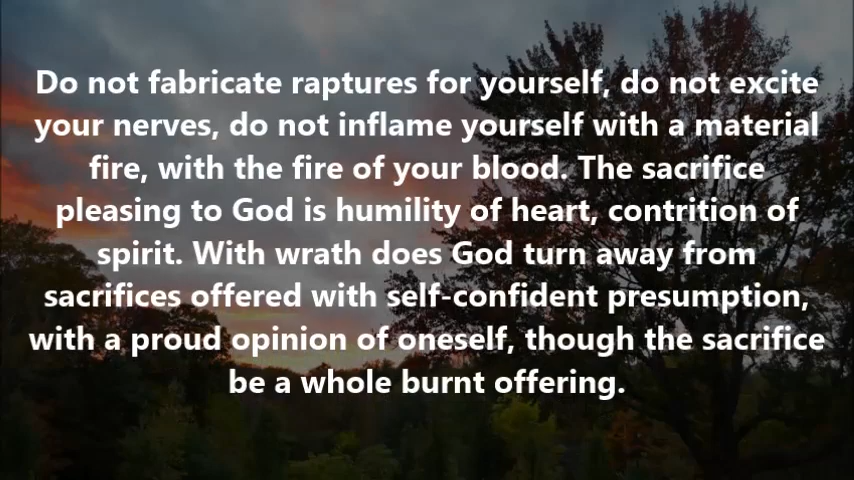 Do not fabricate raptures for yourself, do not excite
your nerves, do not inflame yourself with a material
fire, with the fire of your blood. The sacrifice
pleasing to God is humility of heart, contrition of
spirit. With wrath does God turn away from
sacrifices offered with self-confident presumption,
with a proud opinion of oneself, though the sacrifice
be a whole burnt offering.